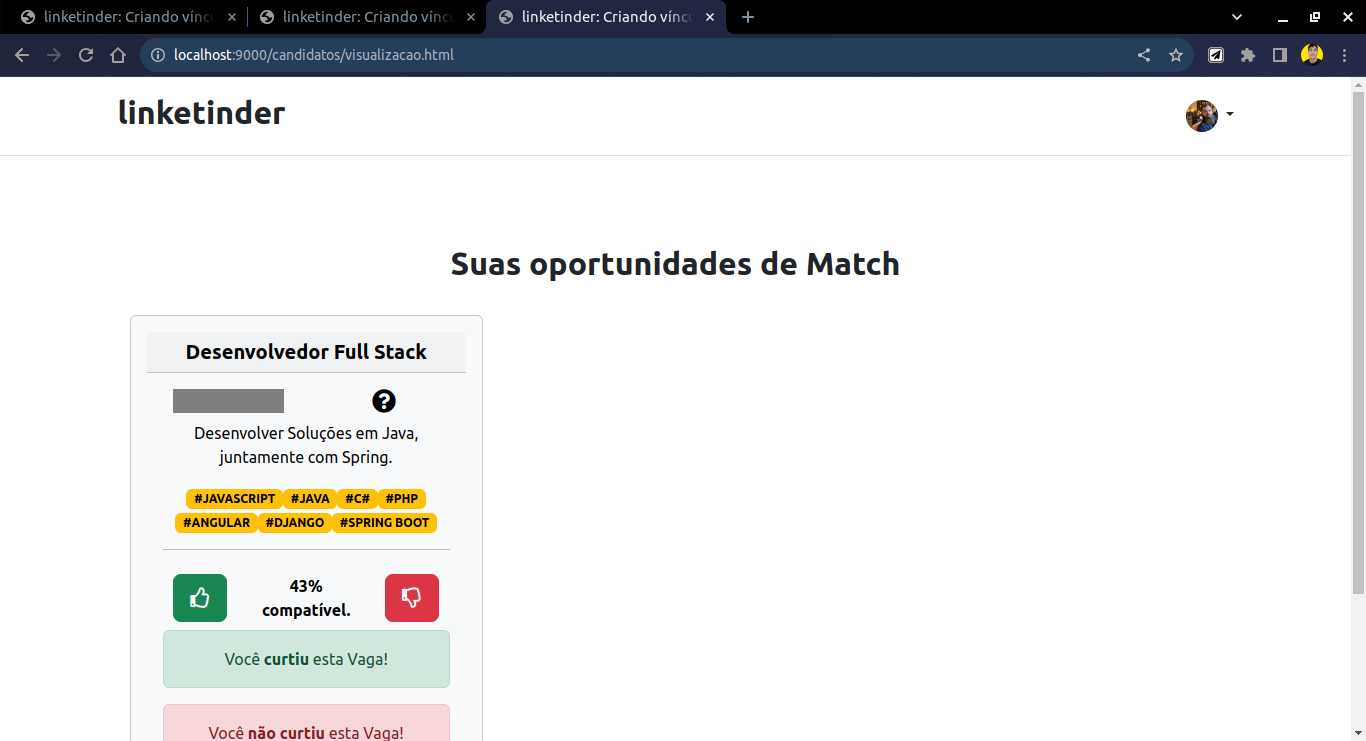 linketinder: Criando víncu linketinder: Criando víncu linketinder: Criando víncu
localhost:9000/candidatos/visualizacao.html
linketinder
Suas oportunidades de Match
Desenvolvedor Full Stack
Desenvolver Soluções em Java,
juntamente com Spring.
#JAVASCRIPT #JAVA #C# #PHP
#ANGULAR #DJANGO #SPRING BOOT
43%
compatível.
Você curtiu esta Vaga!
Você não curtiu esta Vaga!